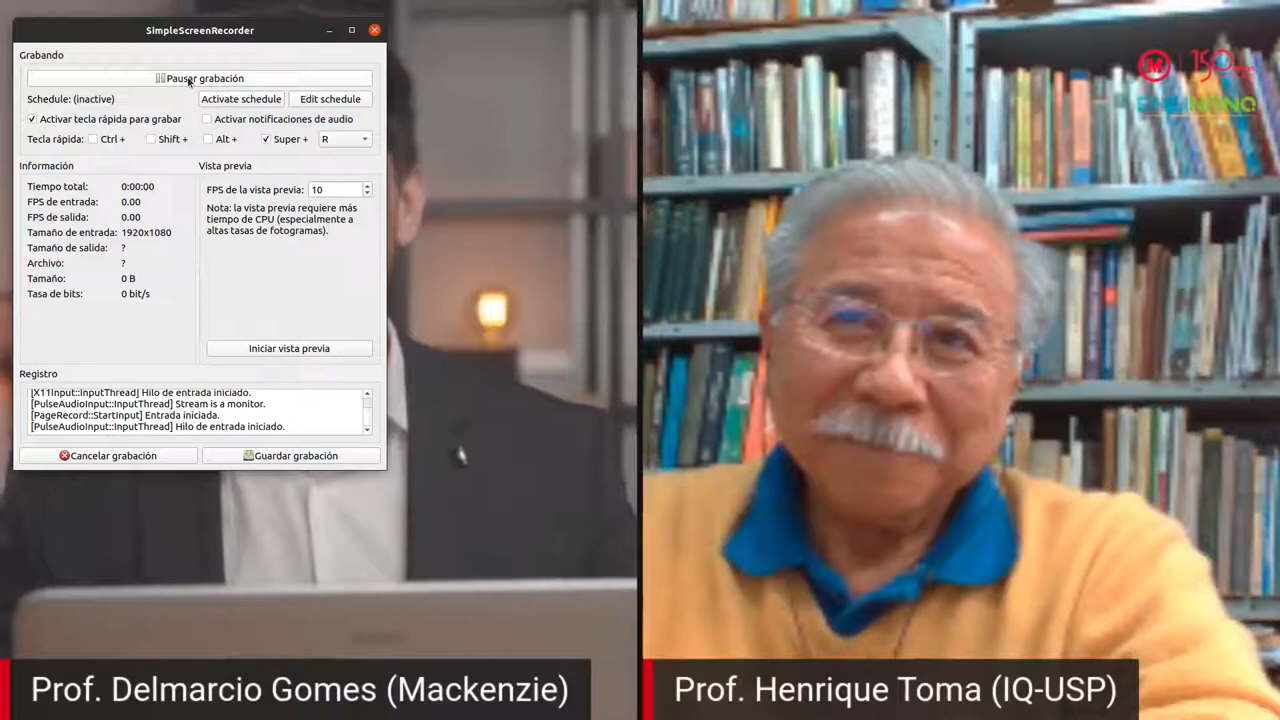 SimpleScreenRecorder
Grabando
Pausar grabación
Schedule: (inactive)
Activate schedule
Edit schedule
Activar tecla rápida para grabar
Activar notificaciones de audio
Tecla rápida:
Ctrl +
Shift +
Alt +
Super +
R
Información
Tiempo total: 0:00:00
FPS de entrada: 0.00
FPS de salida: 0.00
Tamaño de entrada: 1920x1080
Tamaño de salida: ?
Archivo: ?
Tamaño: 0 B
Tasa de bits: 0 bit/s
Vista previa
FPS de la vista previa: 10
Nota: la vista previa requiere más
tiempo de CPU (especialmente a
altas tasas de fotogramas).
Iniciar vista previa
Registro
[X11Input::InputThread] Hilo de entrada iniciado.
[PulseAudioInput::InputThread] Stream is a monitor.
[PageRecord::StartInput] Entrada iniciada.
[PulseAudioInput::InputThread] Hilo de entrada iniciado.
Cancelar grabación
Guardar grabación
M
150
Prof. Delmarcio Gomes (Mackenzie)
Prof. Henrique Toma (IQ-USP)